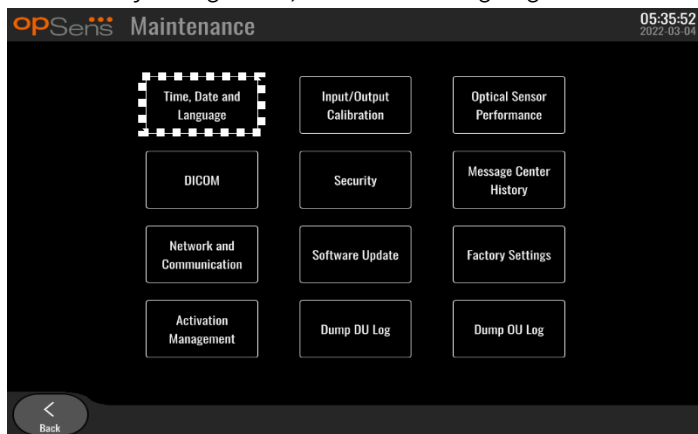 opSens Maintenance
05:35:52
2022-03-04
Time, Date and
Language
Input/Output
Calibration
Optical Sensor
Performance
DICOM
Security
Message Center
History
Network and
Communication
Software Update
Factory Settings
Activation
Management
Dump DU Log
Dump OU Log
Back